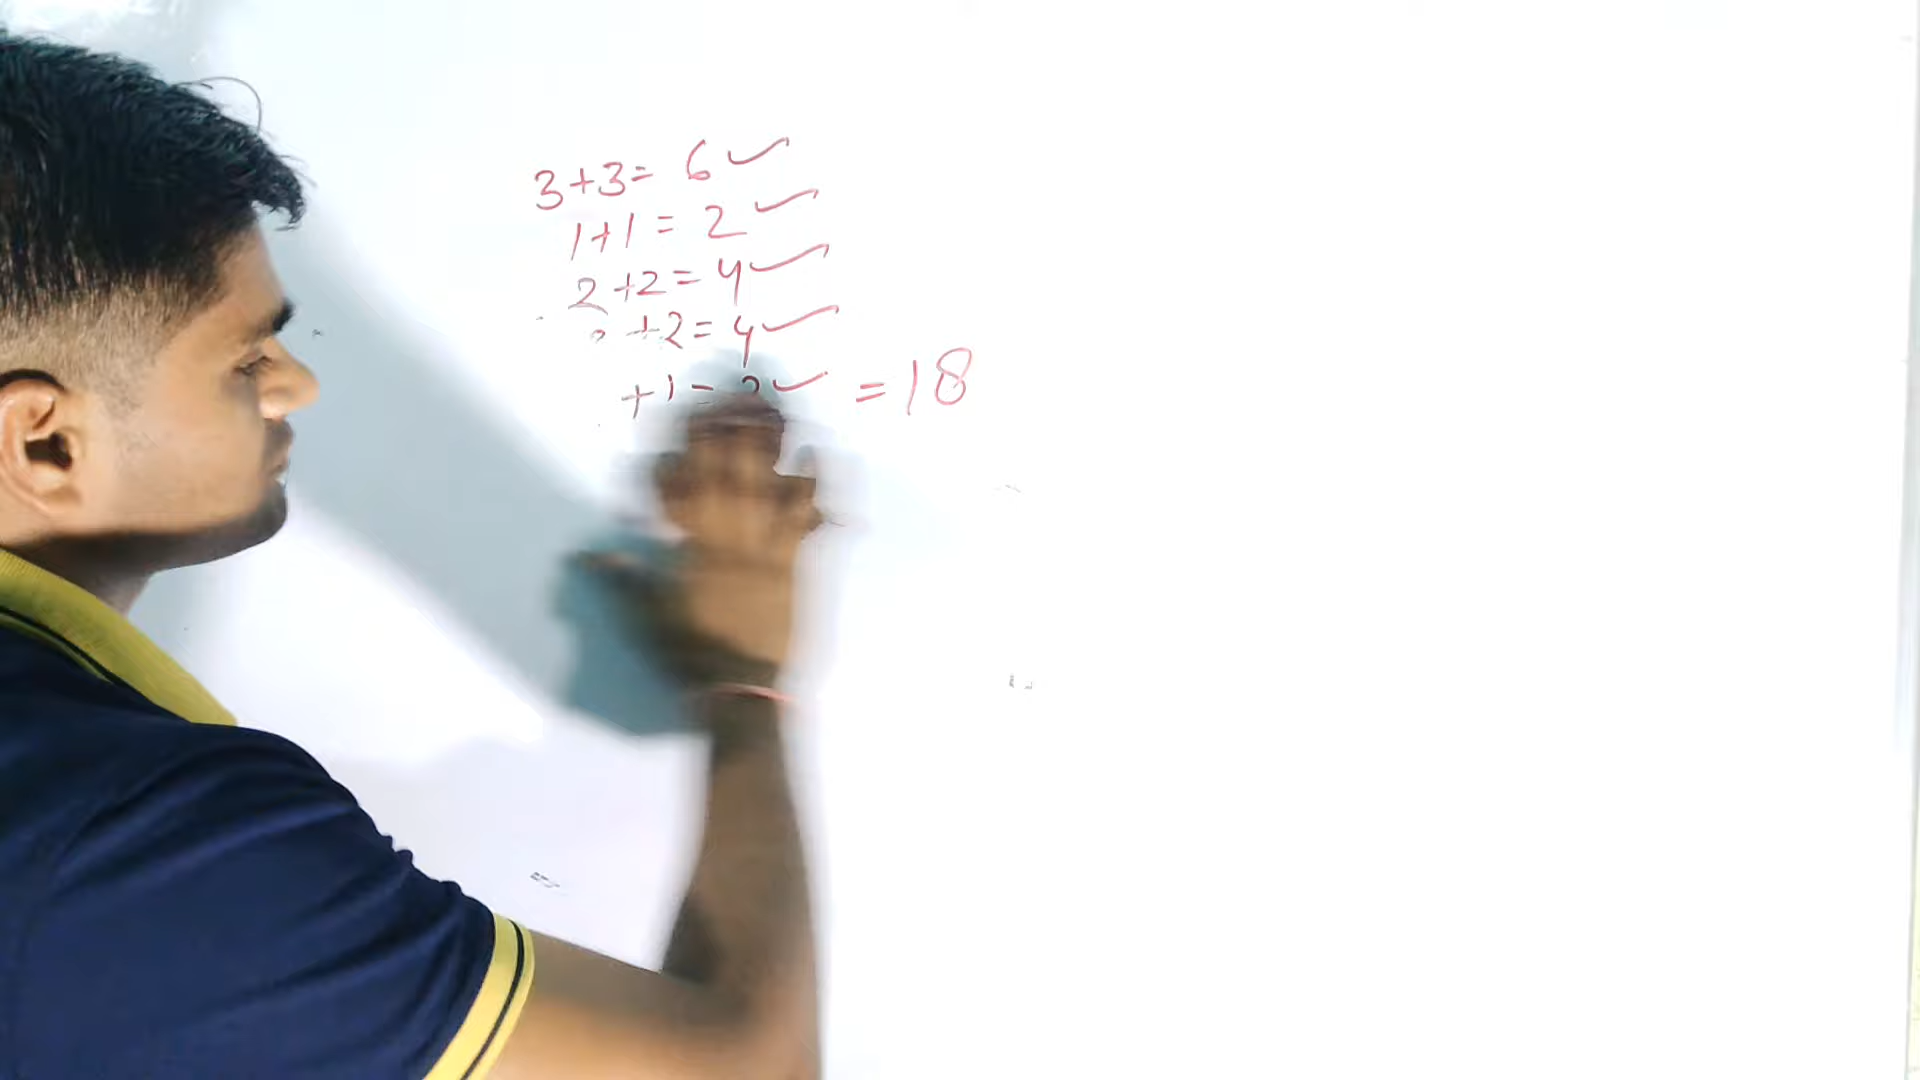 3+3= 6
1+1 = 2
2+2=4
+2=4
+1= = 18